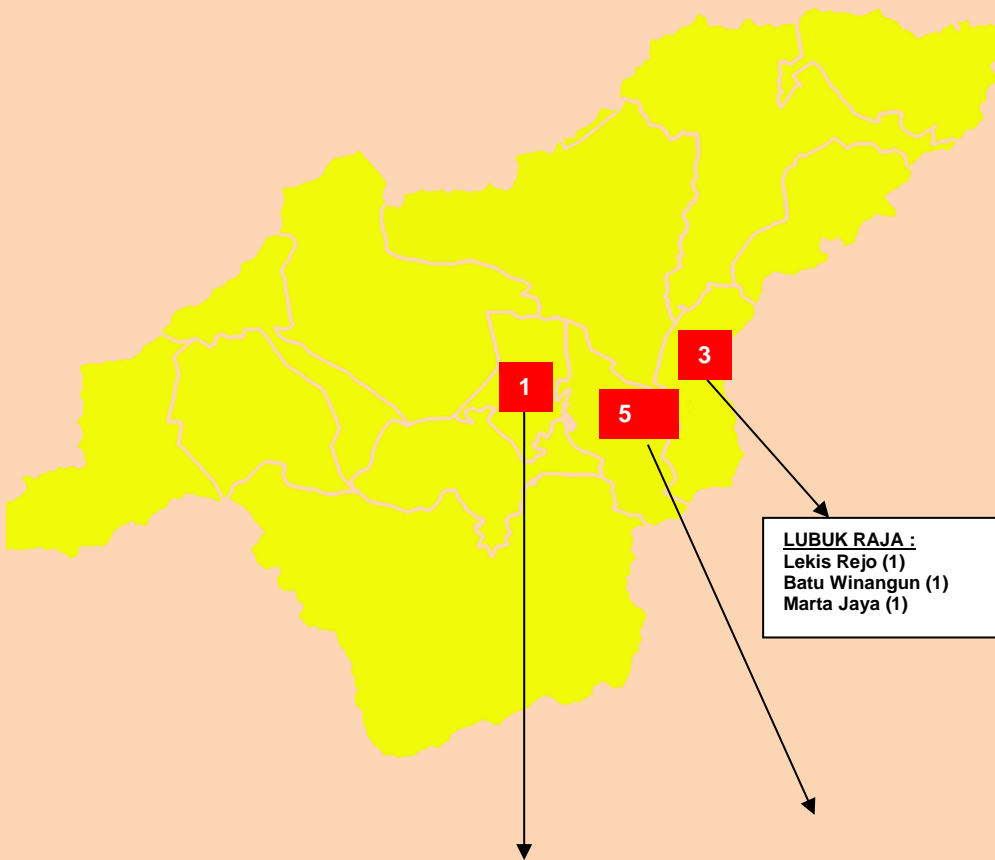 3
1
5
LUBUK RAJA :
Lekis Rejo (1)
Batu Winangun (1)
Marta Jaya (1)